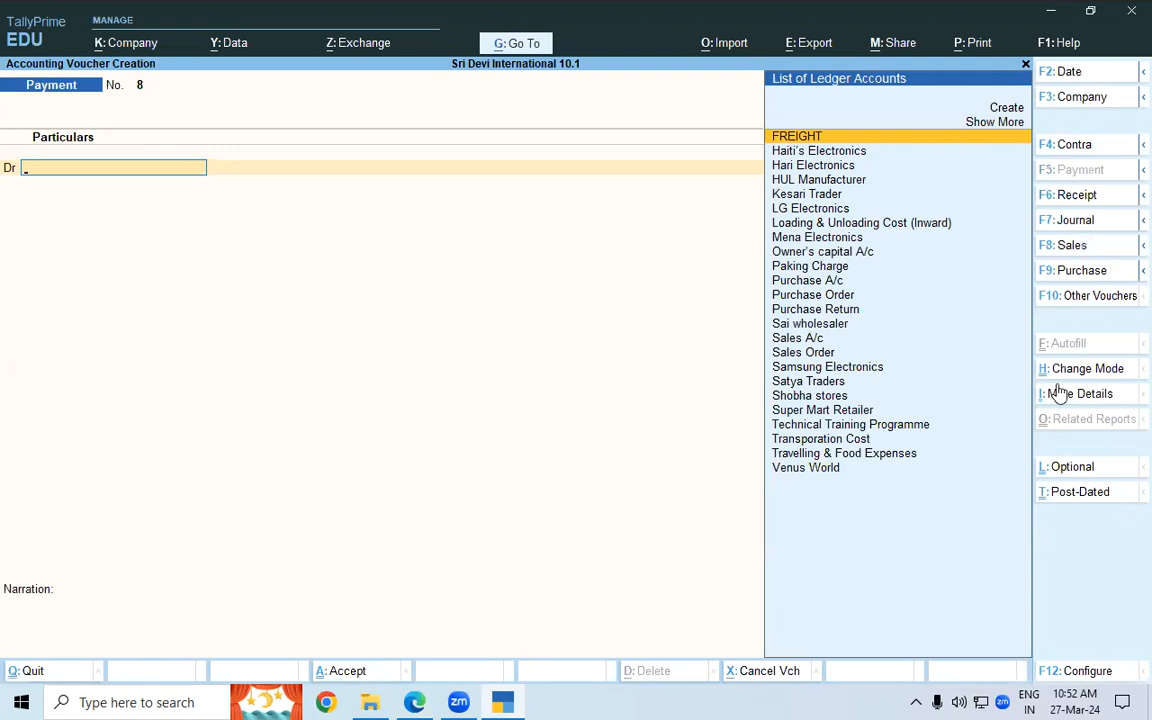 TallyPrime
EDU
MANAGE
K: Company
Y: Data
Z: Exchange
G: Go To
O: Import
E: Export
M: Share
P: Print
F1: Help
Accounting Voucher Creation
Sri Devi International 10.1
Payment
No. 8
Particulars
Dr
List of Ledger Accounts
Create
Show More
FREIGHT
Haiti's Electronics
Hari Electronics
HUL Manufacturer
Kesari Trader
LG Electronics
Loading & Unloading Cost (Inward)
Mena Electronics
Owner's capital A/c
Paking Charge
Purchase A/c
Purchase Order
Purchase Return
Sai wholesaler
Sales A/c
Sales Order
Samsung Electronics
Satya Traders
Shobha stores
Super Mart Retailer
Technical Training Programme
Transporation Cost
Travelling & Food Expenses
Venus World
F2: Date
F3: Company
F4: Contra
F5: Payment
F6: Receipt
F7: Journal
F8: Sales
F9: Purchase
F10: Other Vouchers
F: Autofill
H: Change Mode
I: More Details
O: Related Reports
L: Optional
T: Post-Dated
Narration:
Q: Quit
A: Accept
D: Delete
X: Cancel Vch
F12: Configure
Type here to search
zm
zm
ENG
IN
10:52 AM
27-Mar-24